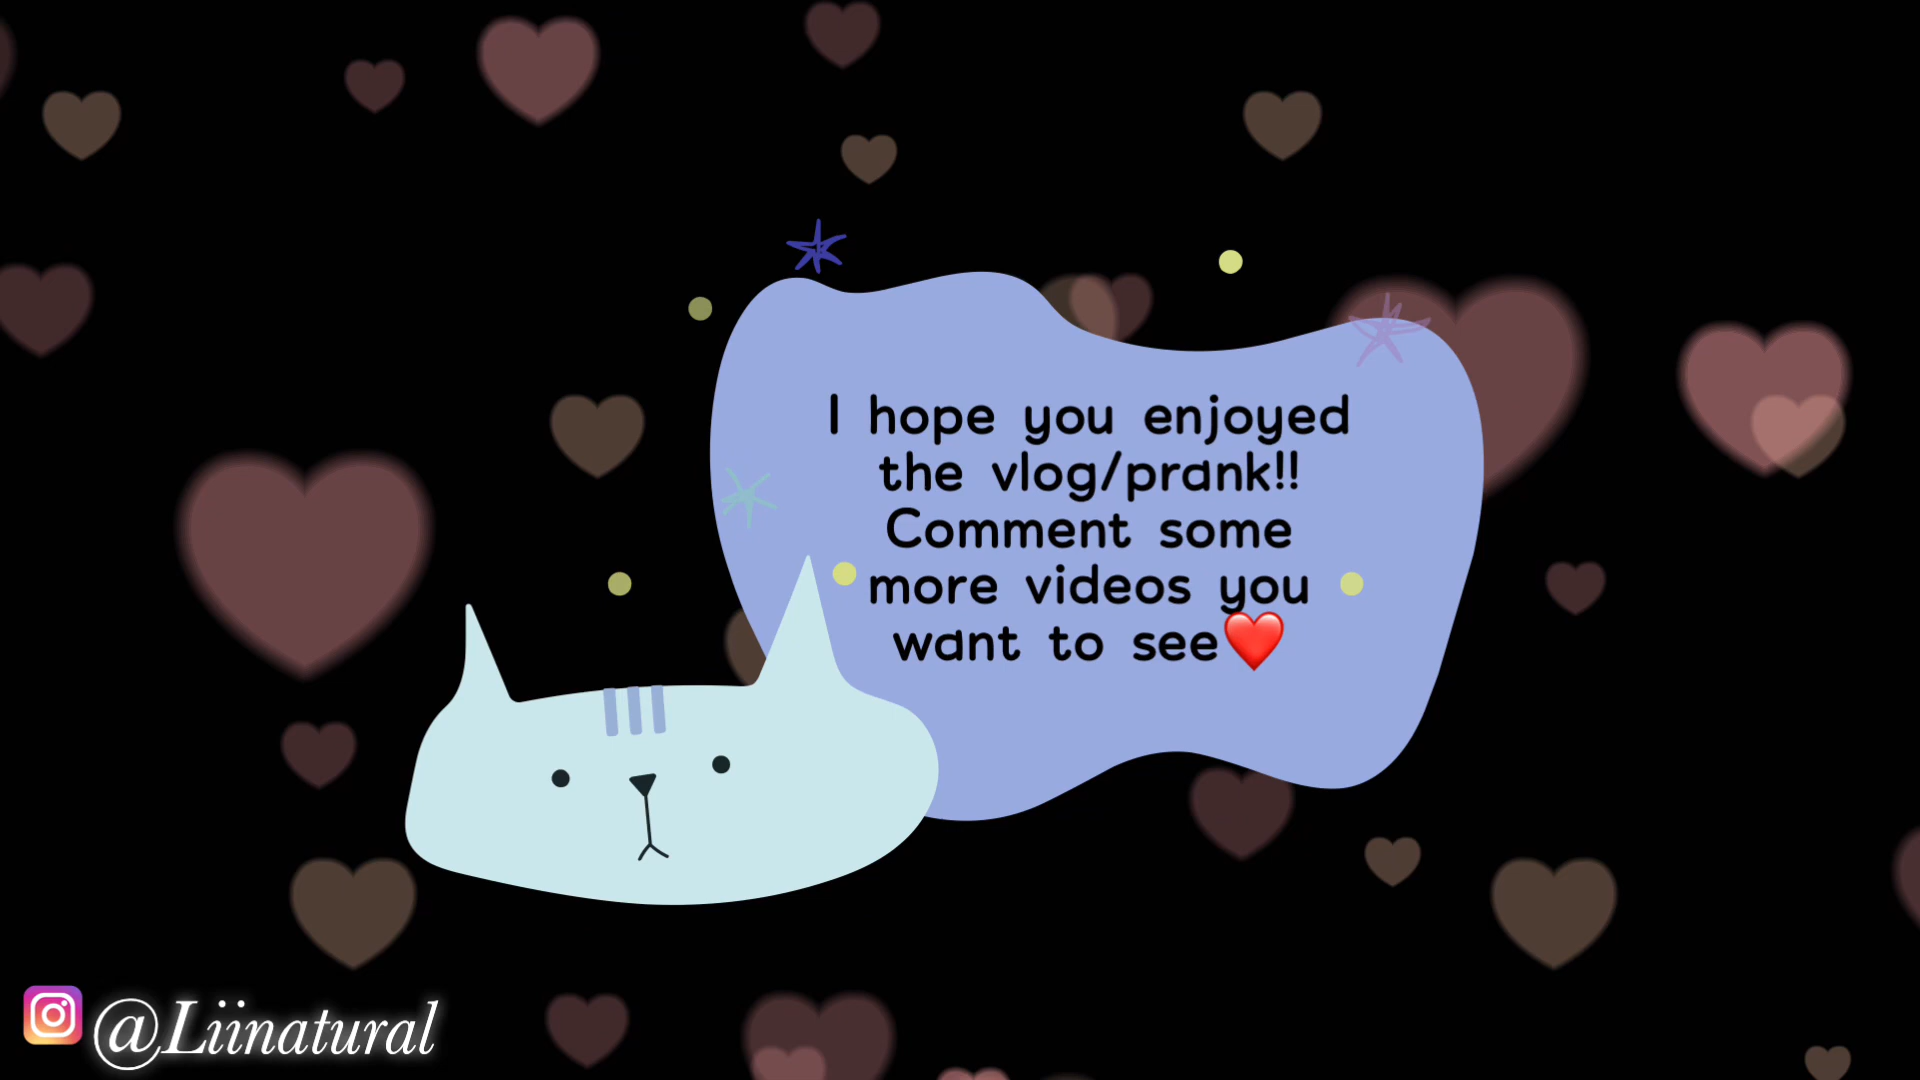 I hope you enjoyed
the vlog/prank!!
Comment some
more videos you
want to see❤️
@Liinatural